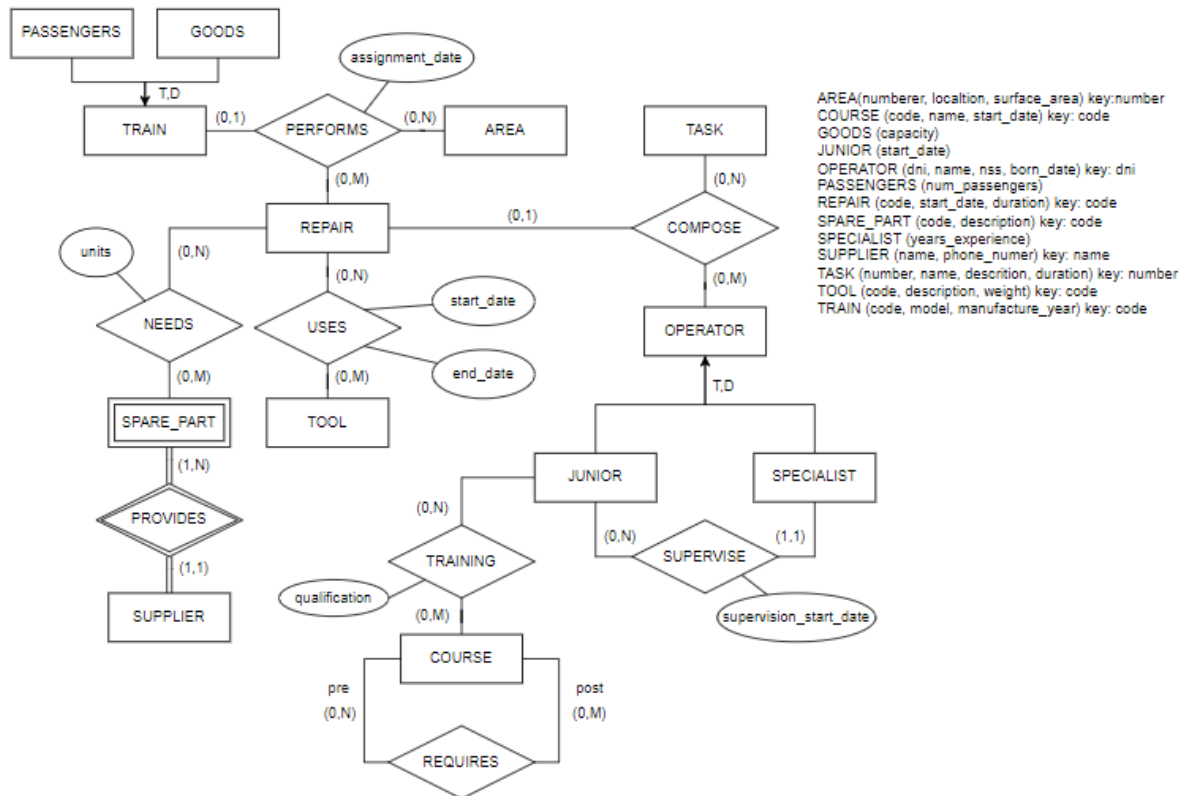 PASSENGERS
GOODS
assignment_date
T,D
TRAIN
(0,1)
PERFORMS
(0,N)
AREA
TASK
(0,M)
(0,N)
REPAIR
(0,1)
COMPOSE
units
(0,N)
(0,N)
(0,M)
start_date
NEEDS
USES
OPERATOR
end_date
(0,M)
(0,M)
T,D
SPARE_PART
TOOL
(1,N)
JUNIOR
SPECIALIST
PROVIDES
(0,N)
(0,N)
(1,1)
TRAINING
SUPERVISE
(1,1)
qualification
SUPPLIER
(0,M)
supervision_start_date
COURSE
pre
post
(0,N)
(0,M)
REQUIRES
AREA(numberer, localtion, surface_area) key:number
COURSE (code, name, start_date) key: code
GOODS (capacity)
JUNIOR (start_date)
OPERATOR (dni, name, nss, born_date) key: dni
PASSENGERS (num_passengers)
REPAIR (code, start_date, duration) key: code
SPARE_PART (code, description) key: code
SPECIALIST (years_experience)
SUPPLIER (name, phone_numer) key: name
TASK (number, name, descrition, duration) key: number
TOOL (code, description, weight) key: code
TRAIN (code, model, manufacture_year) key: code